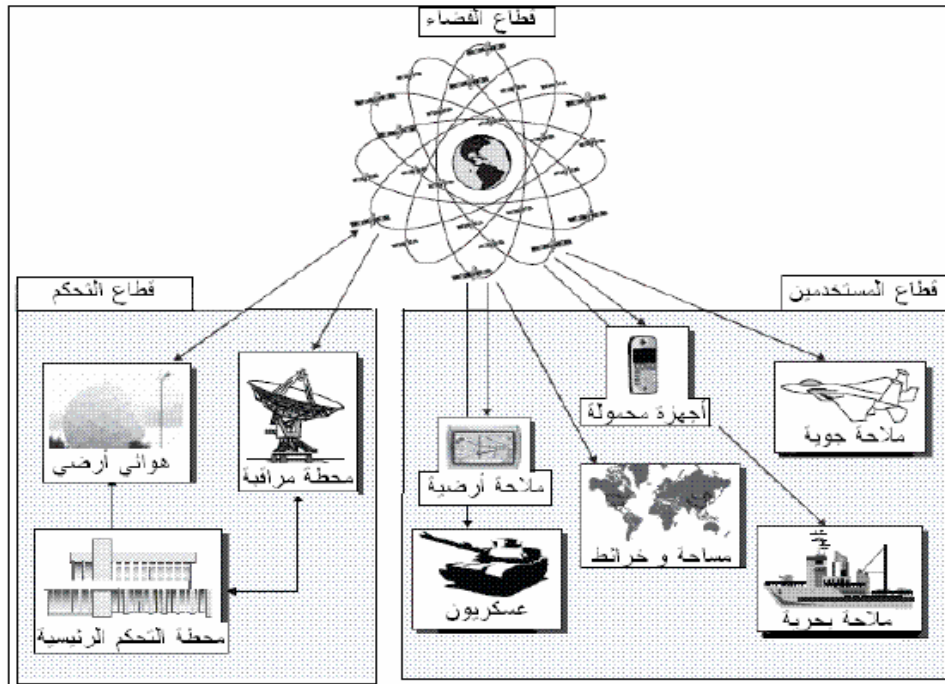 قطاع الفضاء
قطاع المستخدمين
قطاع التحكم
أجهزة محمولة
ملاحة جوية
هوائي أرضي
محطة مراقبة
ملاحة أرضية
مساحة و خرائط
ملاحة بحرية
عسكريون
محطة التحكم الرئيسية